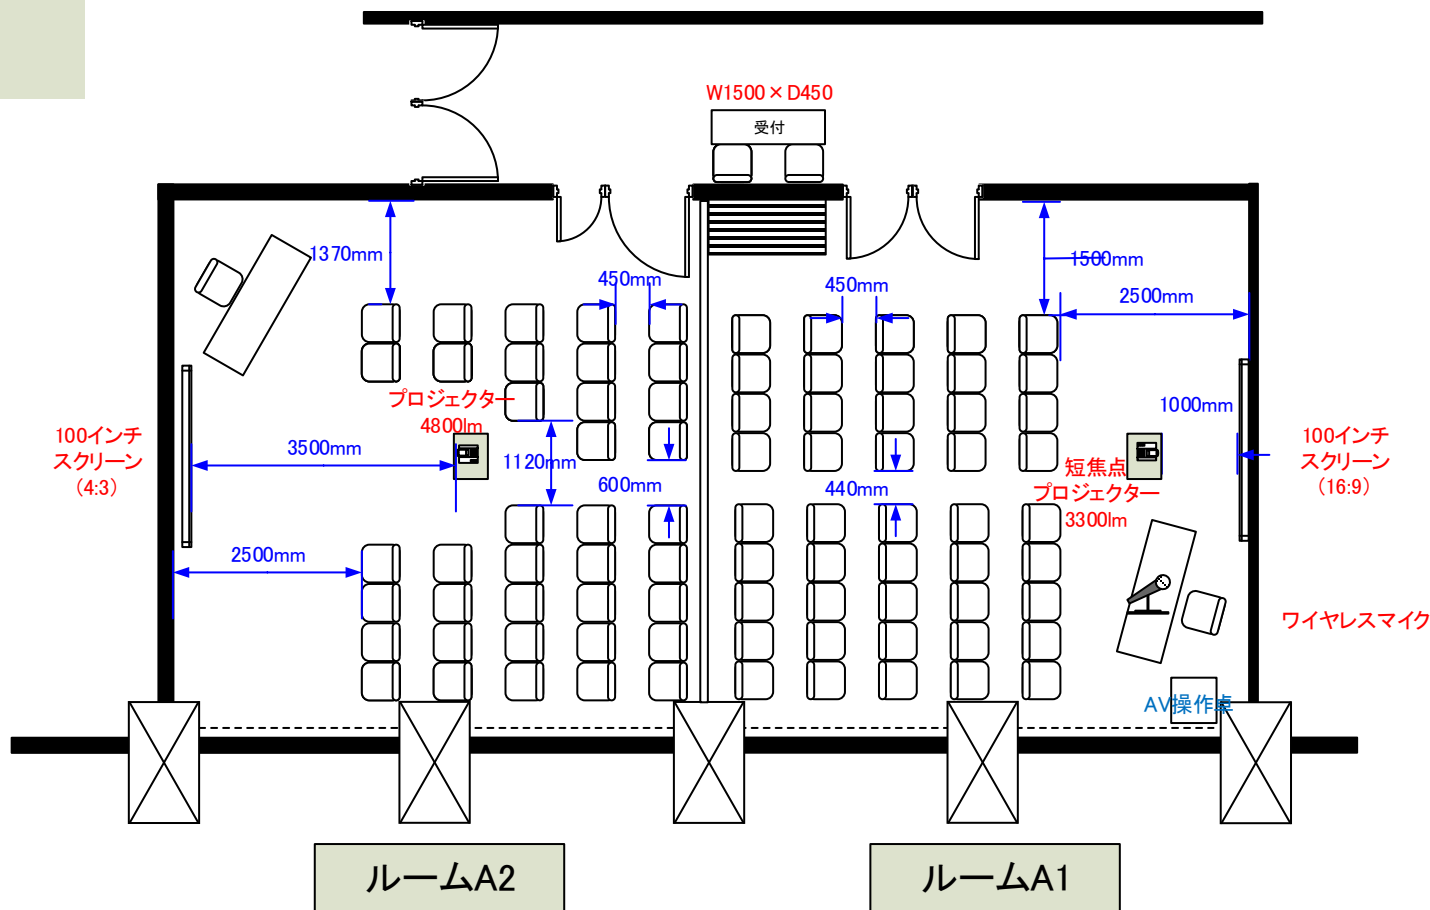 W1500×D450
受付
1370mm
1500mm
450mm
450mm
2500mm
プロジェクター
4800lm
1000mm
100インチ
スクリーン
（4:3）
3500mm
1120mm
600mm
440mm
短焦点
プロジェクター
3300lm
100インチ
スクリーン
（16:9）
2500mm
ワイヤレスマイク
AV操作卓
ルームA2
ルームA1